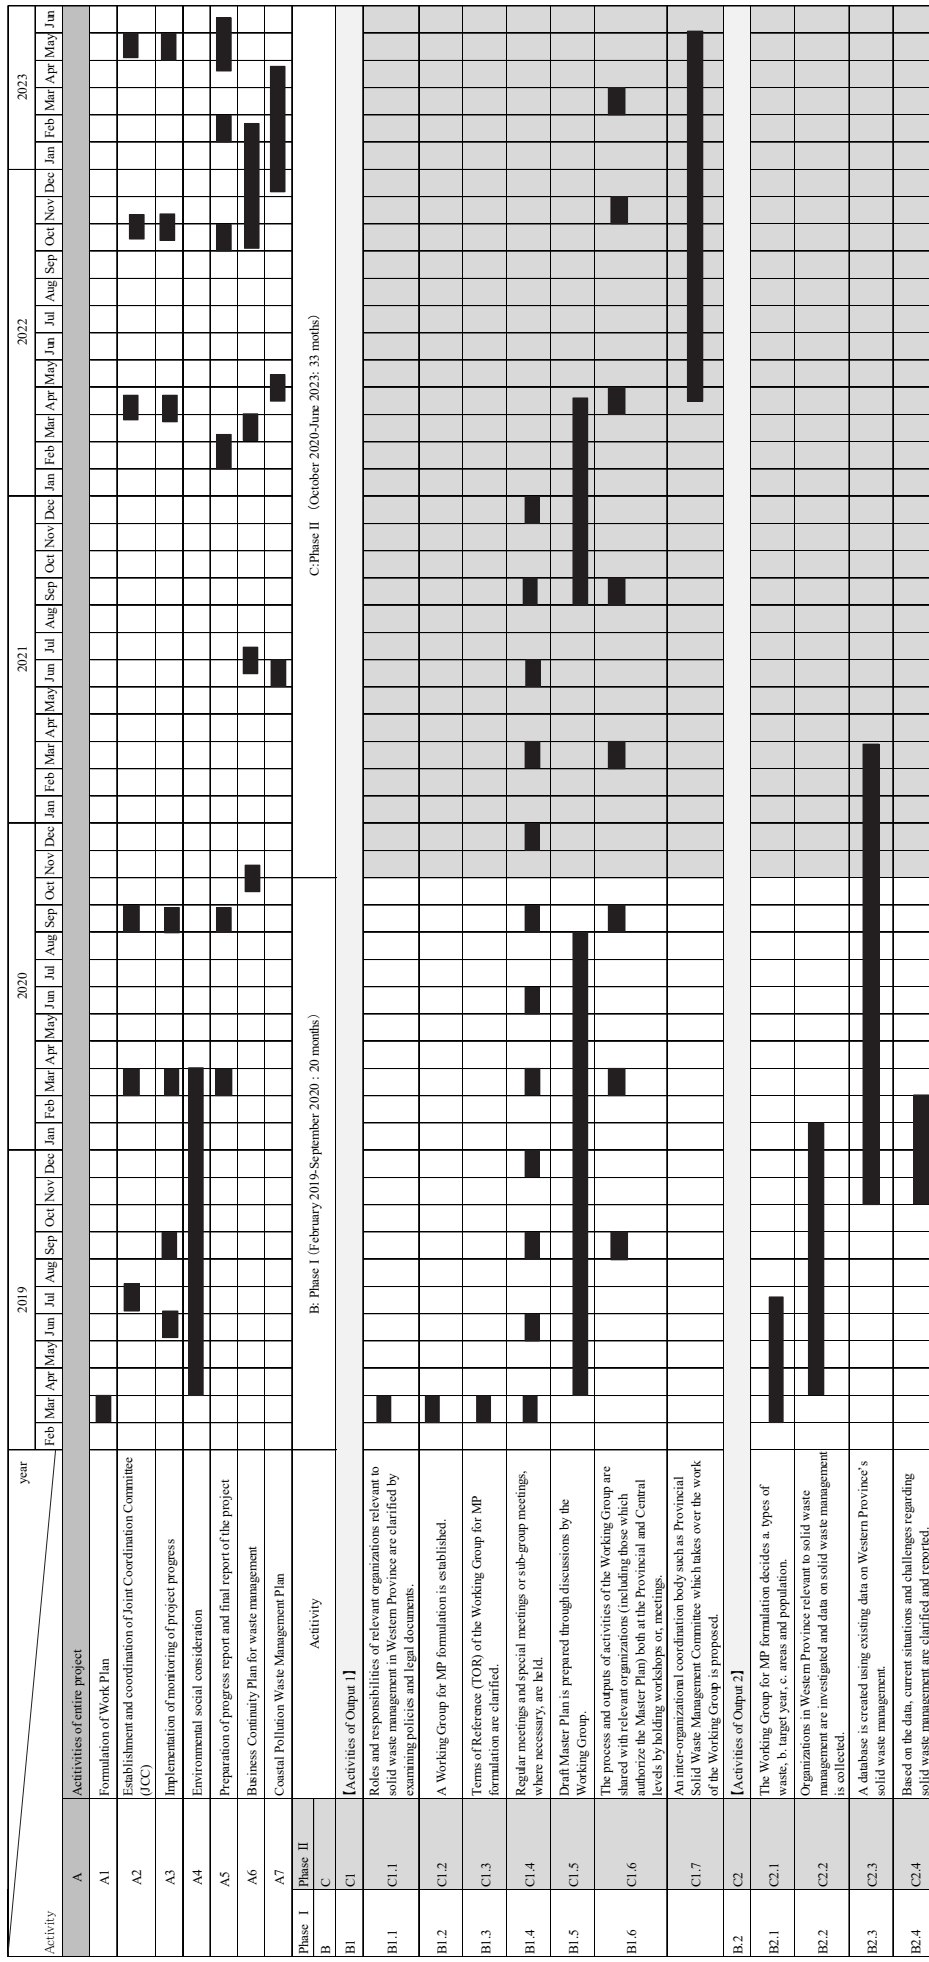 year
Activity
2019
2020
2021
2022
2023
Feb Mar Apr May Jun Jul Aug Sep Oct Nov Dec Jan Feb Mar Apr May Jun Jul Aug Sep Oct Nov Dec Jan Feb Mar Apr May Jun Jul Aug Sep Oct Nov Dec Jan Feb Mar Apr May Jun Jul Aug Sep Oct Nov Dec Jan Feb Mar Apr May Jun
A Actitivities of entire project
A1 Formulation of Work Plan
A2 Establishment and coordination of Joint Coordination Committee
(JCC)
A3 Implementation of monitoring of project progress
A4 Environmental social consideration
A5 Preparation of progress report and final report of the project
A6 Business Continuity Plan for waste management
A7 Coastal Pollution Waste Management Plan
Phase I Phase II
Actitivity
B C
B: Phase I (February 2019-September 2020 : 20 months)
C:Phase II (October 2020-June 2023: 33 moths)
B1 C1 【Activities of Output 1】
B1.1 C1.1 Roles and responsibilities of relevant organizations relevant to
solid waste management in Western Province are clarified by
examining policies and legal documents.
B1.2 C1.2 A Working Group for MP formulation is established.
B1.3 C1.3 Terms of Reference (TOR) of the Working Group for MP
formulation are clarified.
B1.4 C1.4 Regular meetings and special meetings or sub-group meetings,
where necessary, are held.
B1.5 C1.5 Draft Master Plan is prepared through discussions by the
Working Group.
B1.6 C1.6 The process and outputs of activities of the Working Group are
shared with relevant organizations (including those which
authorize the Master Plan) both at the Provincial and Central
levels by holding workshops or, meetings.
C1.7 An inter-organizational coordination body such as Provincial
Solid Waste Management Committee which takes over the work
of the Working Group is proposed.
B.2 C2 【Activities of Output 2】
B2.1 C2.1 The Working Group for MP formulation decides a. types of
waste, b. target year, c. areas and population.
B2.2 C2.2 Organizations in Western Province relevant to solid waste
management are investigated and data on solid waste management
is collected.
B2.3 C2.3 A database is created using existing data on Western Province's
solid waste management.
B2.4 C2.4 Based on the data, current situations and challenges regarding
solid waste management are clarified and reported.